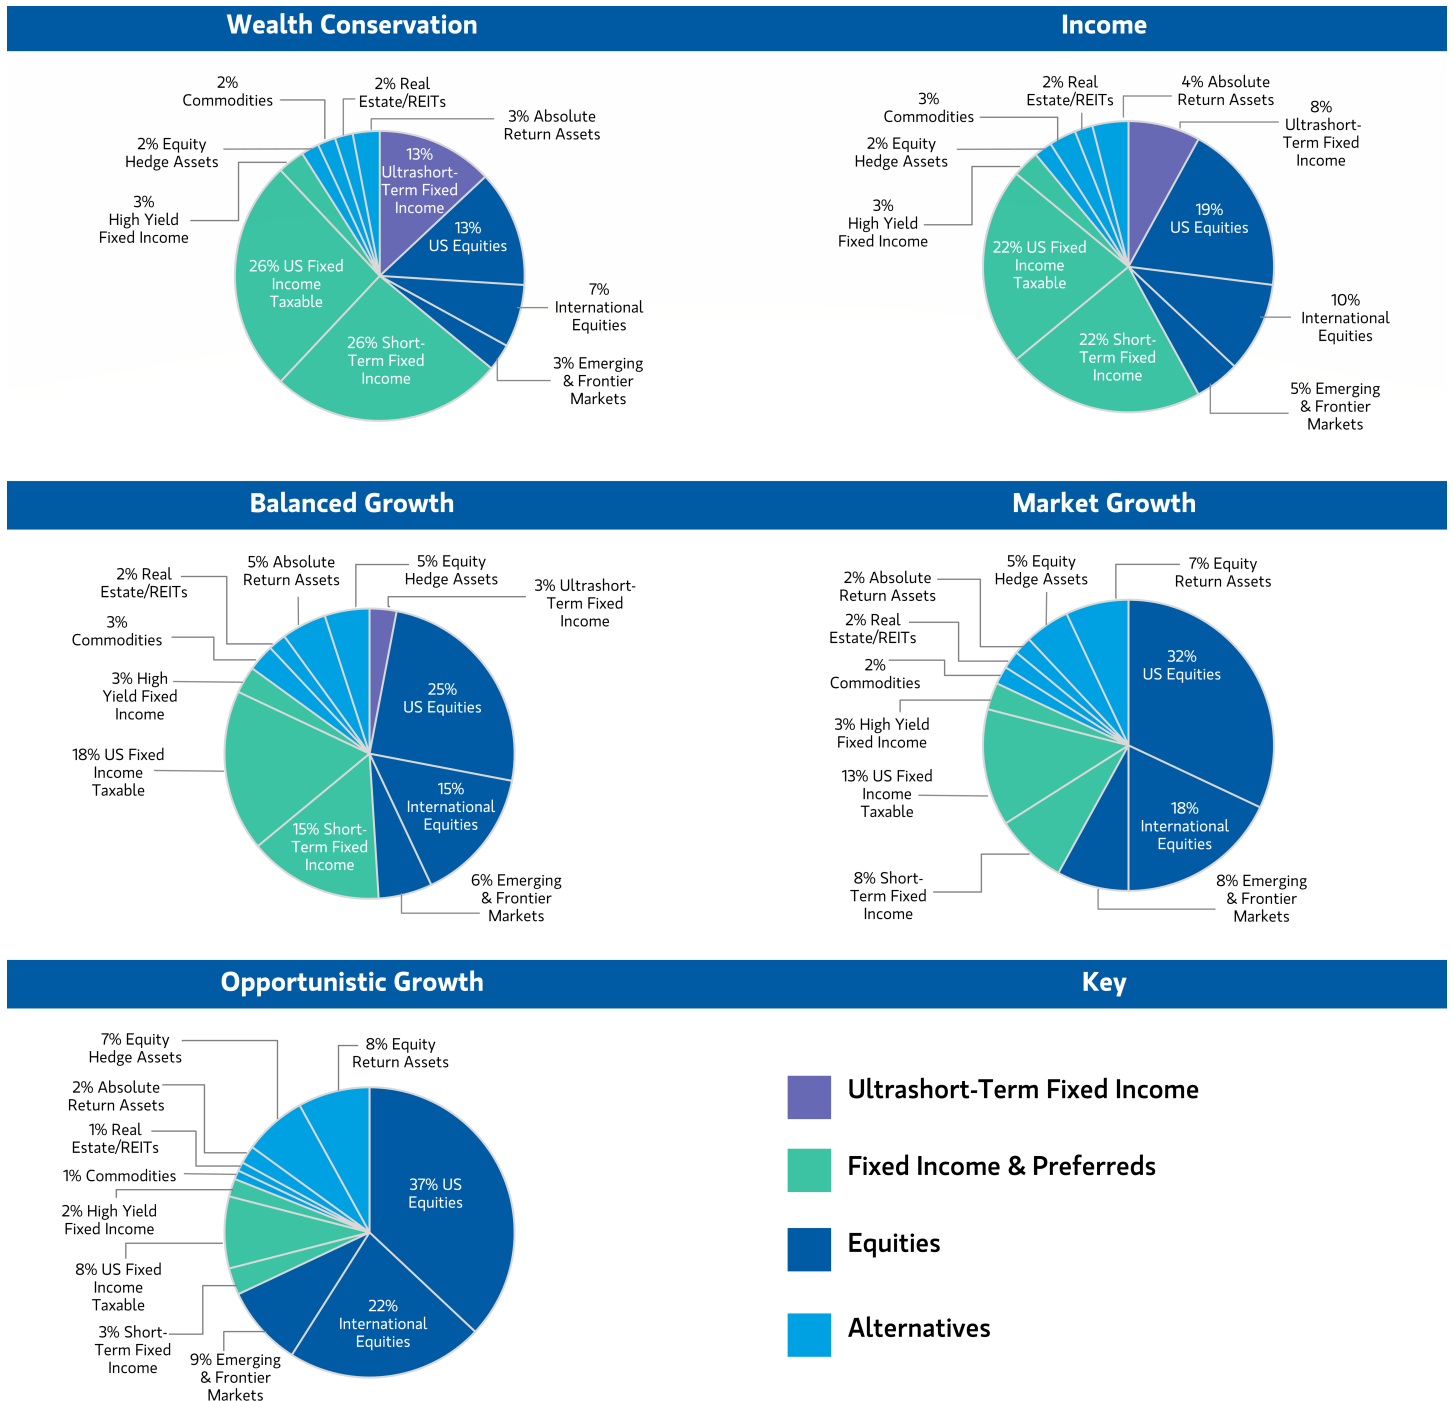 Wealth Conservation
2%
Commodities
2% Real
Estate/REITs
3% Absolute
Return Assets
2% Equity
Hedge Assets
13%
Ultrashort-
Term Fixed
Income
3%
High Yield
Fixed Income
13%
US Equities
26% US Fixed
Income
Taxable
7%
International
Equities
26% Short-
Term Fixed
Income
3% Emerging
& Frontier
Markets
Income
2% Real
Estate/REITs
4% Absolute
Return Assets
3%
Commodities
8%
Ultrashort-
Term Fixed
Income
2% Equity
Hedge Assets
3%
High Yield
Fixed Income
19%
US Equities
22% US Fixed
Income
Taxable
10%
International
Equities
22% Short-
Term Fixed
Income
5% Emerging
& Frontier
Markets
Balanced Growth
5% Absolute
Return Assets
5% Equity
Hedge Assets
2% Real
Estate/REITs
3% Ultrashort-
Term Fixed
Income
3%
Commodities
3% High
Yield Fixed
Income
25%
US Equities
18% US Fixed
Income
Taxable
15%
International
Equities
15% Short-
Term Fixed
Income
6% Emerging
& Frontier
Markets
Market Growth
5% Equity
Hedge Assets
7% Equity
Return Assets
2% Absolute
Return Assets
2% Real
Estate/REITs
2%
Commodities
32%
US Equities
3% High Yield
Fixed Income
13% US Fixed
Income
Taxable
18%
International
Equities
8% Short-
Term Fixed
Income
8% Emerging
& Frontier
Markets
Opportunistic Growth
7% Equity
Hedge Assets
8% Equity
Return Assets
2% Absolute
Return Assets
1% Real
Estate/REITs
1% Commodities
37% US
Equities
2% High Yield
Fixed Income
8% US Fixed
Income
Taxable
22%
International
Equities
3% Short-
Term Fixed
Income
9% Emerging
& Frontier
Markets
Key
Ultrashort-Term Fixed Income
Fixed Income & Preferreds
Equities
Alternatives